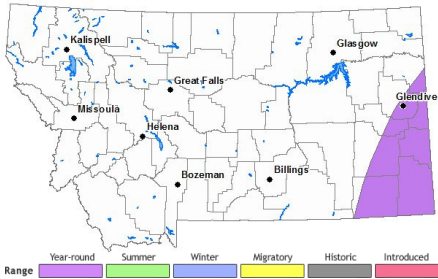 Kalispell
Glasgow
Great Falls
Glendive
Missoula
Helena
Bozeman
Billings
Year-round Summer Winter Migratory Historic Introduced
Range